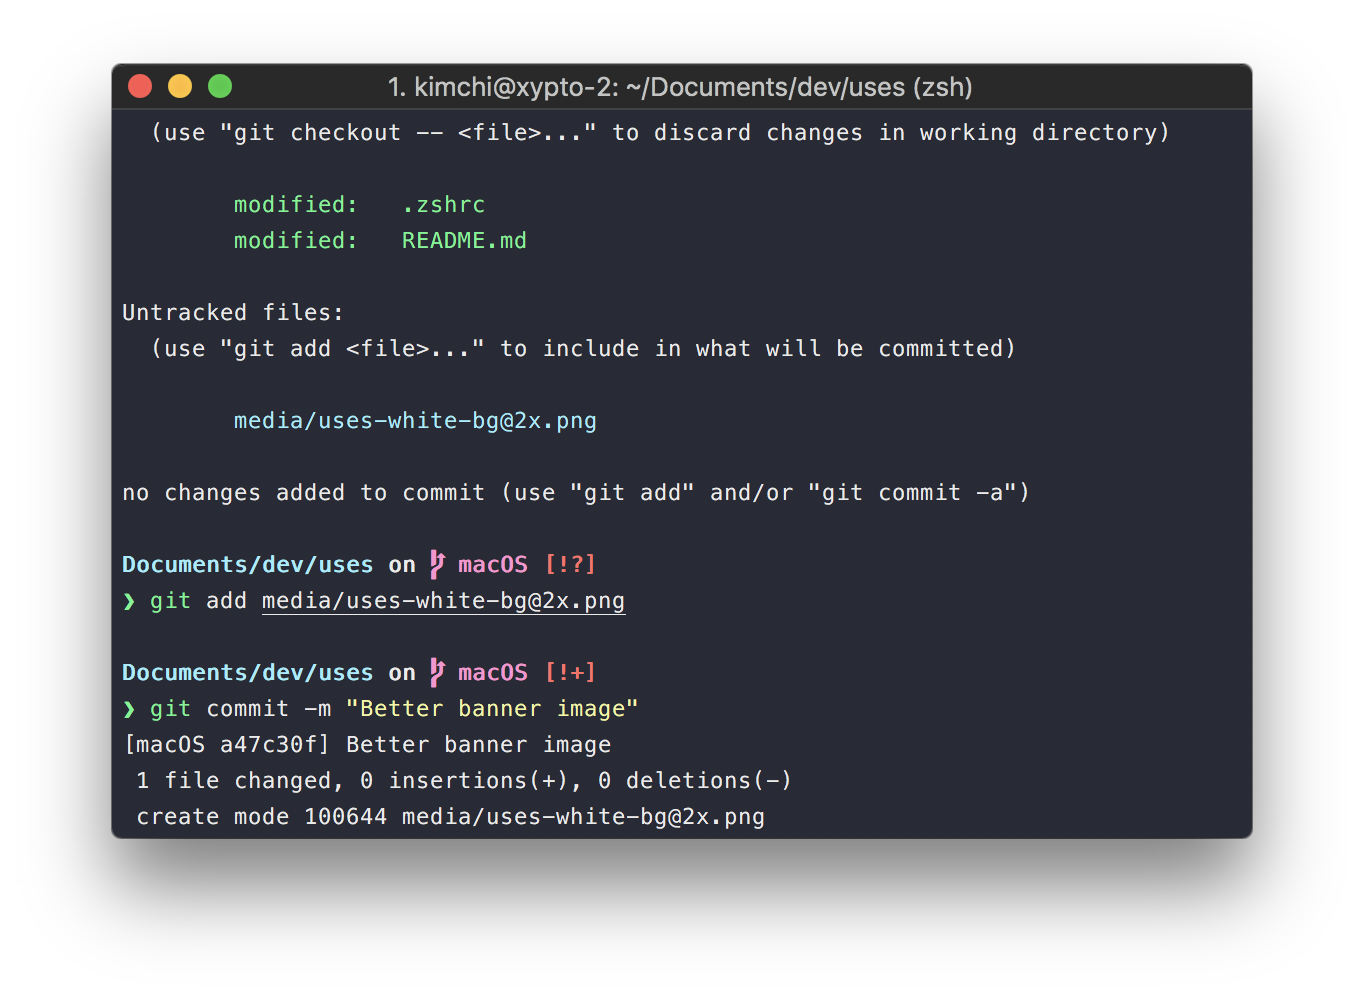 1. kimchi@xypto-2: ~/Documents/dev/uses (zsh)
(use "git checkout -- <file>..." to discard changes in working directory)
modified:   .zshrc
modified:   README.md
Untracked files:
(use "git add <file>..." to include in what will be committed)
media/uses-white-bg@2x.png
no changes added to commit (use "git add" and/or "git commit -a")
Documents/dev/uses on macOS [!?]
❯ git add media/uses-white-bg@2x.png
Documents/dev/uses on macOS [!+]
❯ git commit -m "Better banner image"
[macOS a47c30f] Better banner image
1 file changed, 0 insertions(+), 0 deletions(-)
create mode 100644 media/uses-white-bg@2x.png